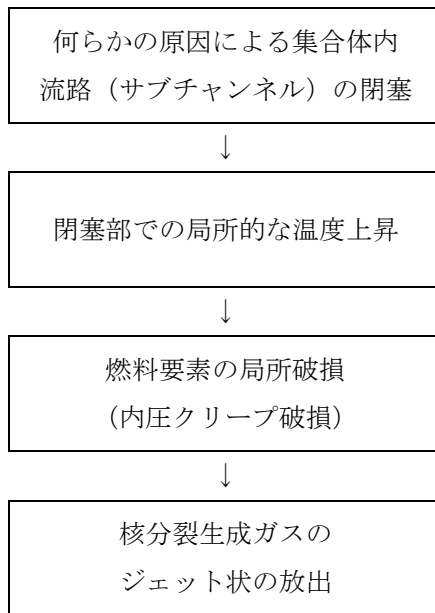 何らかの原因による集合体内
流路（サブチャンネル）の閉塞
↓
閉塞部での局所的な温度上昇
↓
燃料要素の局所破損
（内圧クリープ破損）
↓
核分裂生成ガスの
ジェット状の放出